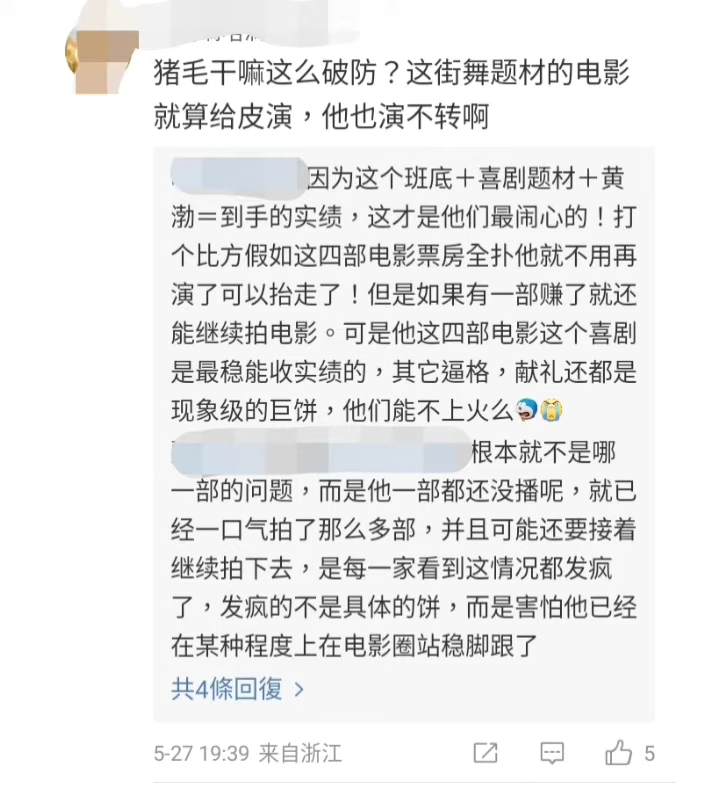 猪毛干嘛这么破防？这街舞题材的电影
就算给皮演，他也演不转啊
因为这个班底＋喜剧题材＋黄
渤＝到手的实绩，这才是他们最闹心的！打
个比方假如这四部电影票房全扑他就不用再
演了可以抬走了！但是如果有一部赚了就还
能继续拍电影。可是他这四部电影这个喜剧
是最稳能收实绩的，其它逼格，献礼还都是
现象级的巨饼，他们能不上火么
根本就不是哪
一部的问题，而是他一部都还没播呢，就已
经一口气拍了那么多部，并且可能还要接着
继续拍下去，是每一家看到这情况都发疯
了，发疯的不是具体的饼，而是害怕他已经
在某种程度上在电影圈站稳脚跟了
共4條回復 >
5-27 19:39 来自浙江 5